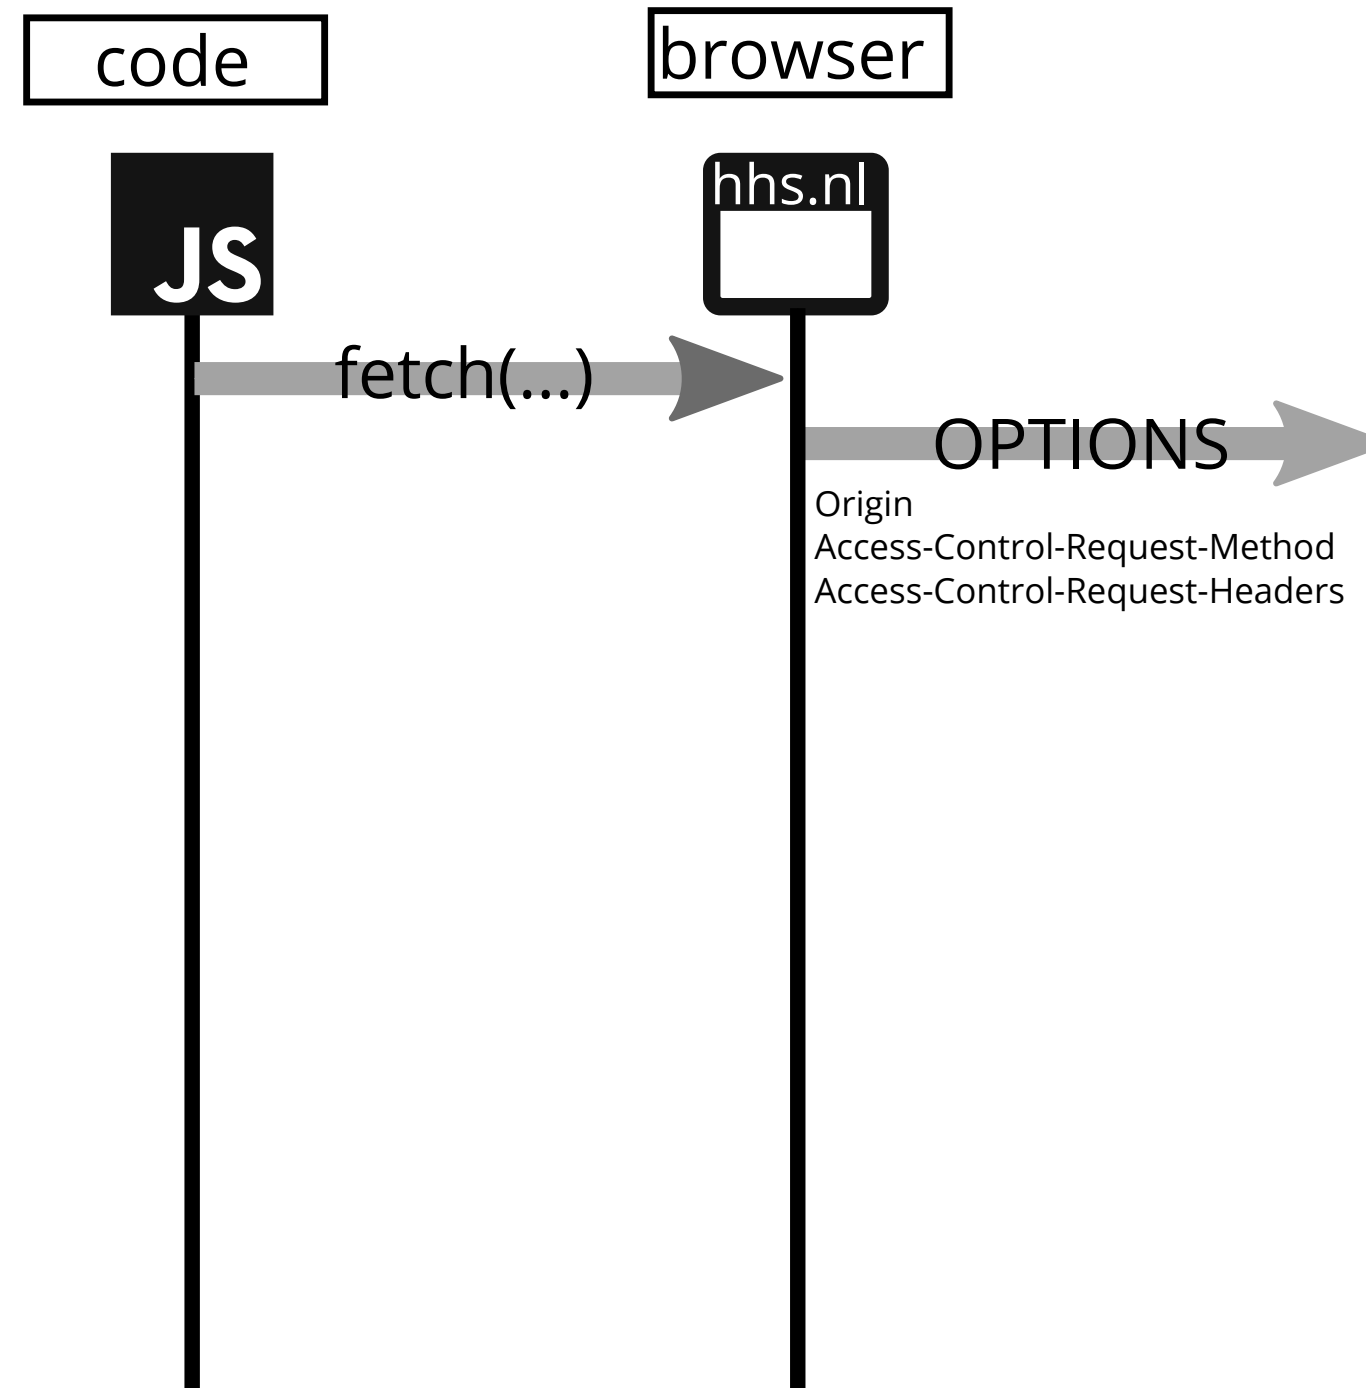 code
browser
JS
hhs.nl
fetch(...)
OPTIONS
Origin
Access-Control-Request-Method
Access-Control-Request-Headers